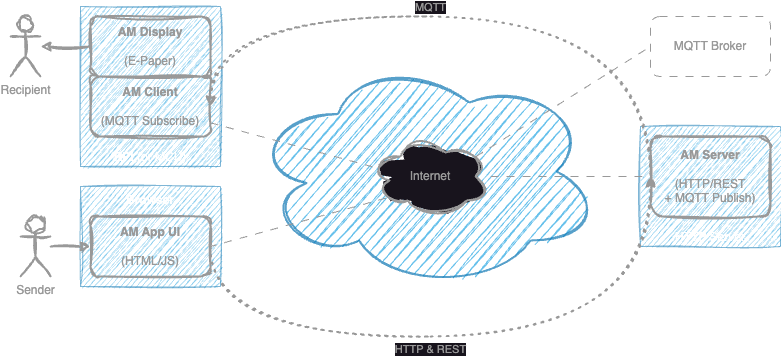 MQTT
AM Display
(E-Paper)
Recipient
AM Client
(MQTT Subscribe)
MQTT Broker
Internet
AM Server
(HTTP/REST
+ MQTT Publish)
AM App UI
(HTML/JS)
Sender
HTTP & REST